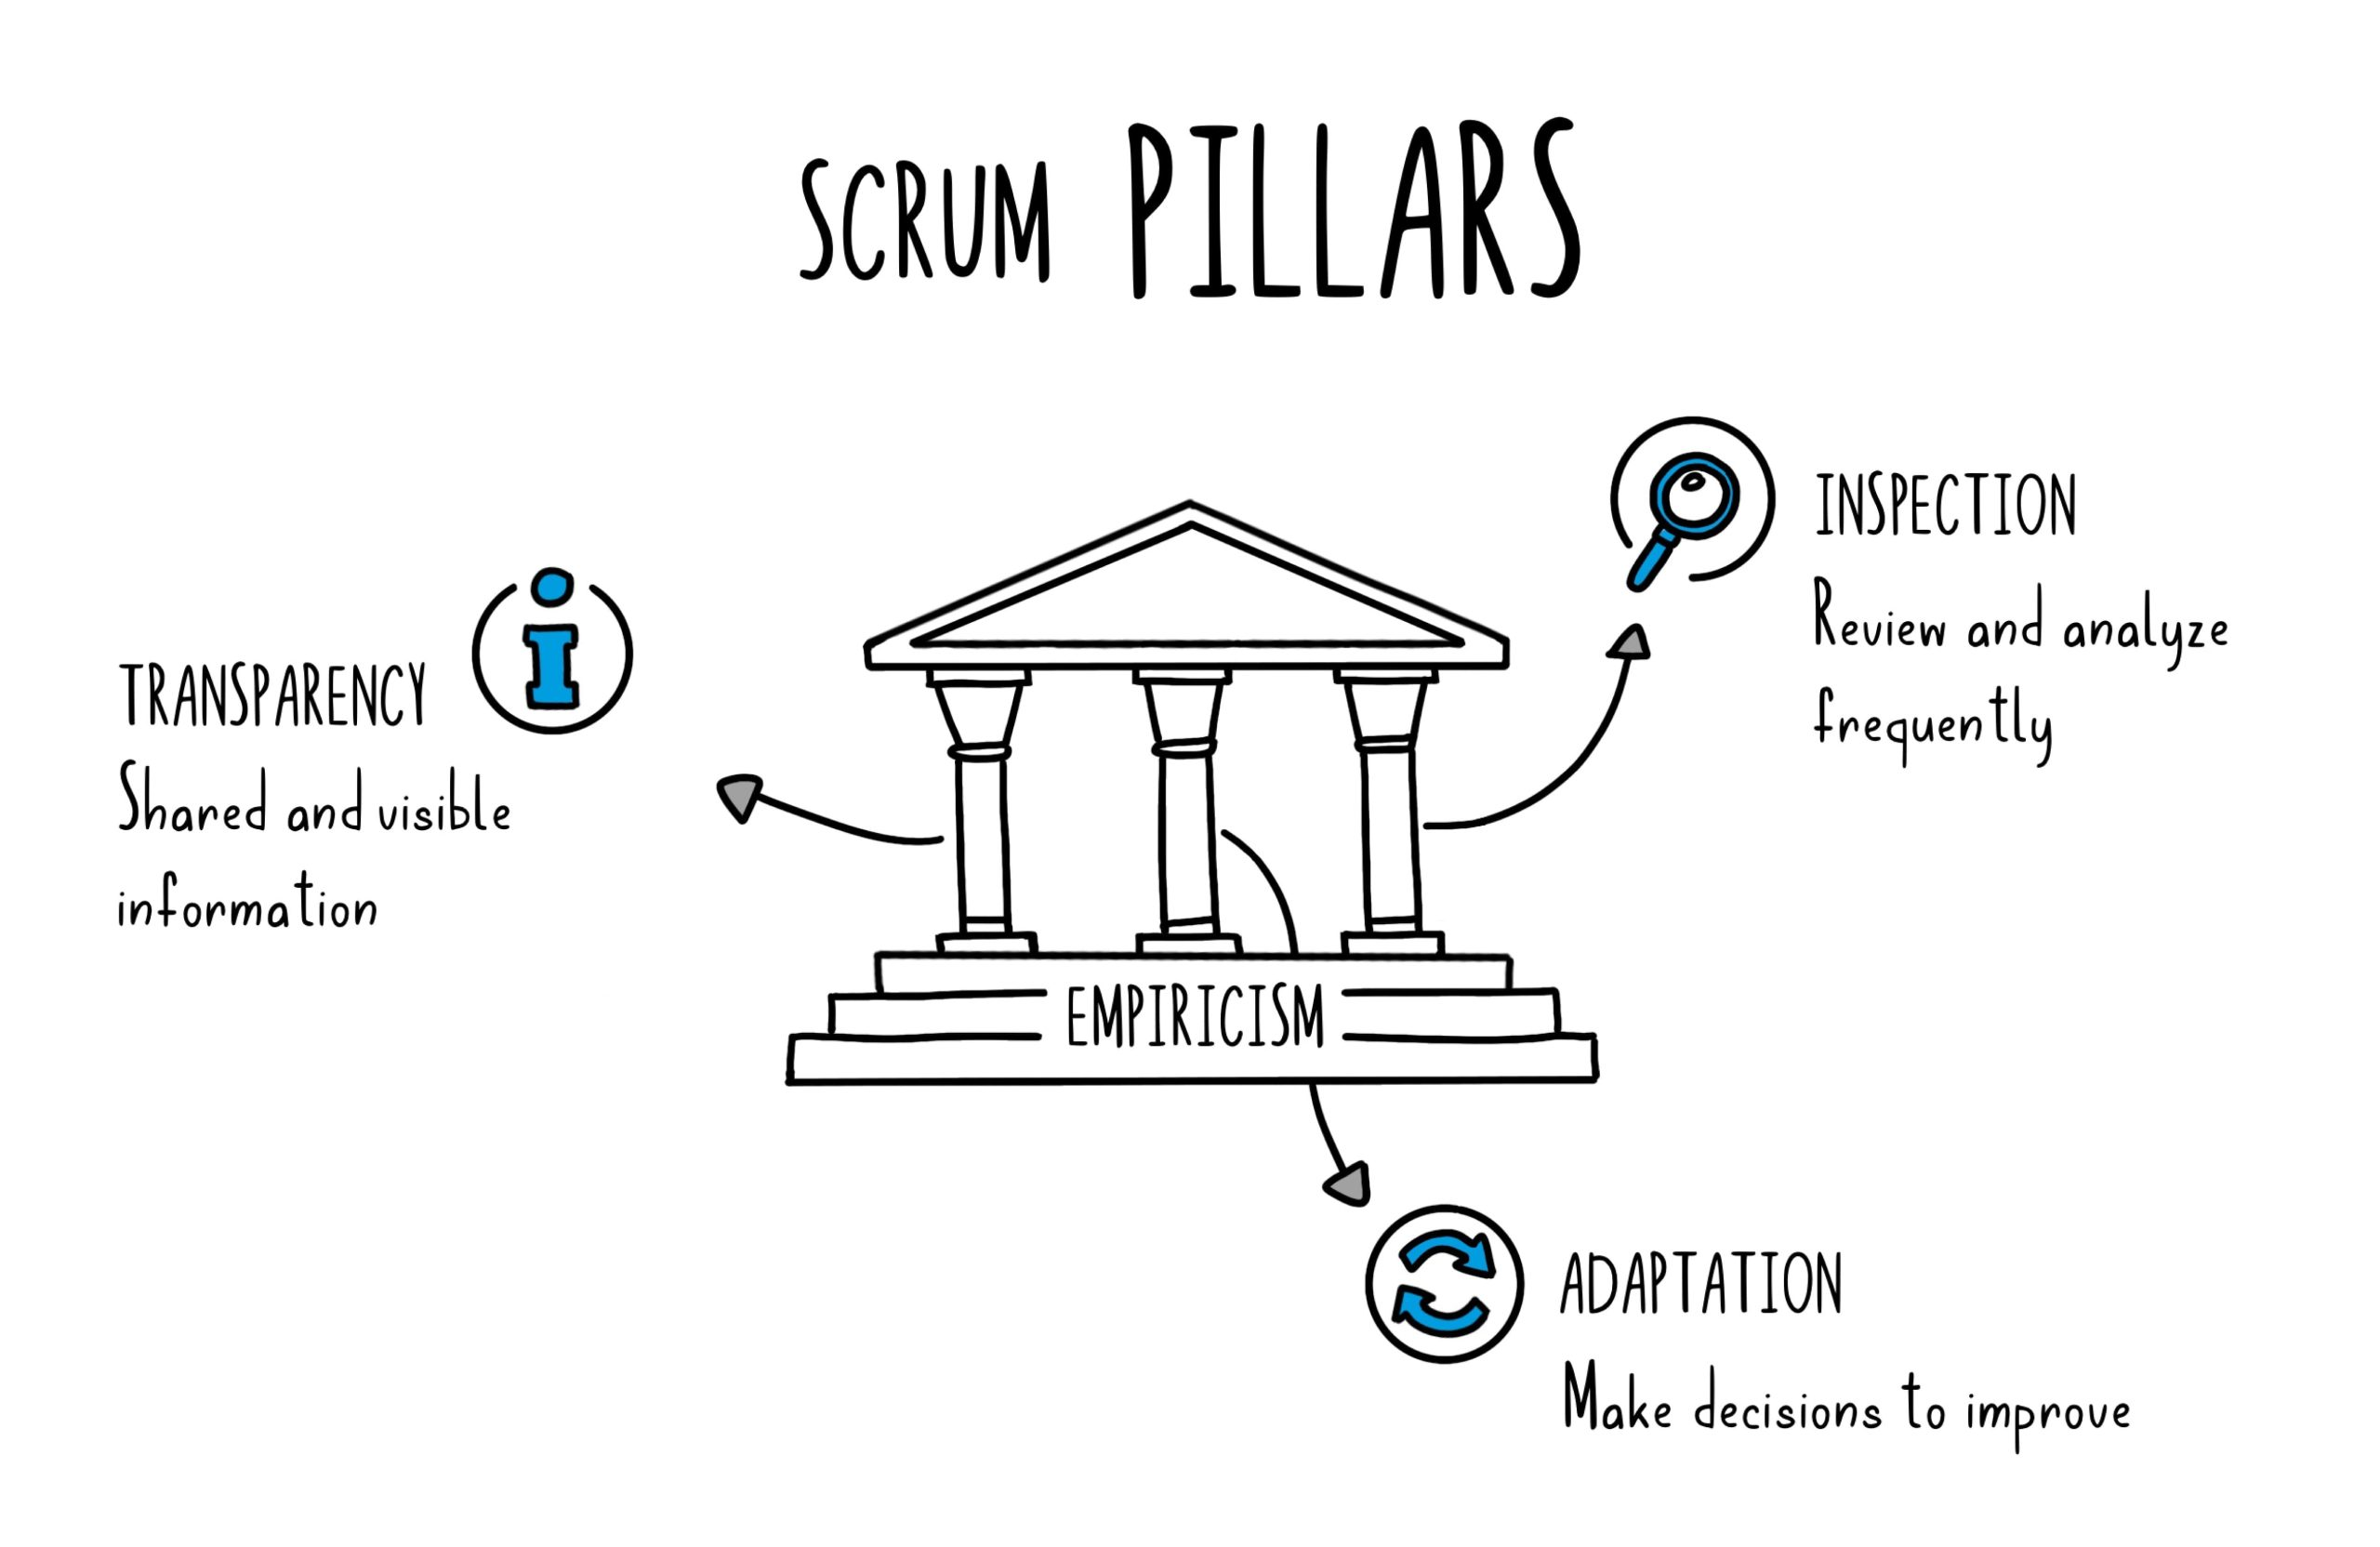 SCRUM PILLARS
INSPECTION
Review and analyze
frequently
TRANSPARENCY
Shared and visible
information
EMPIRICISM
ADAPTATION
Make decisions to improve